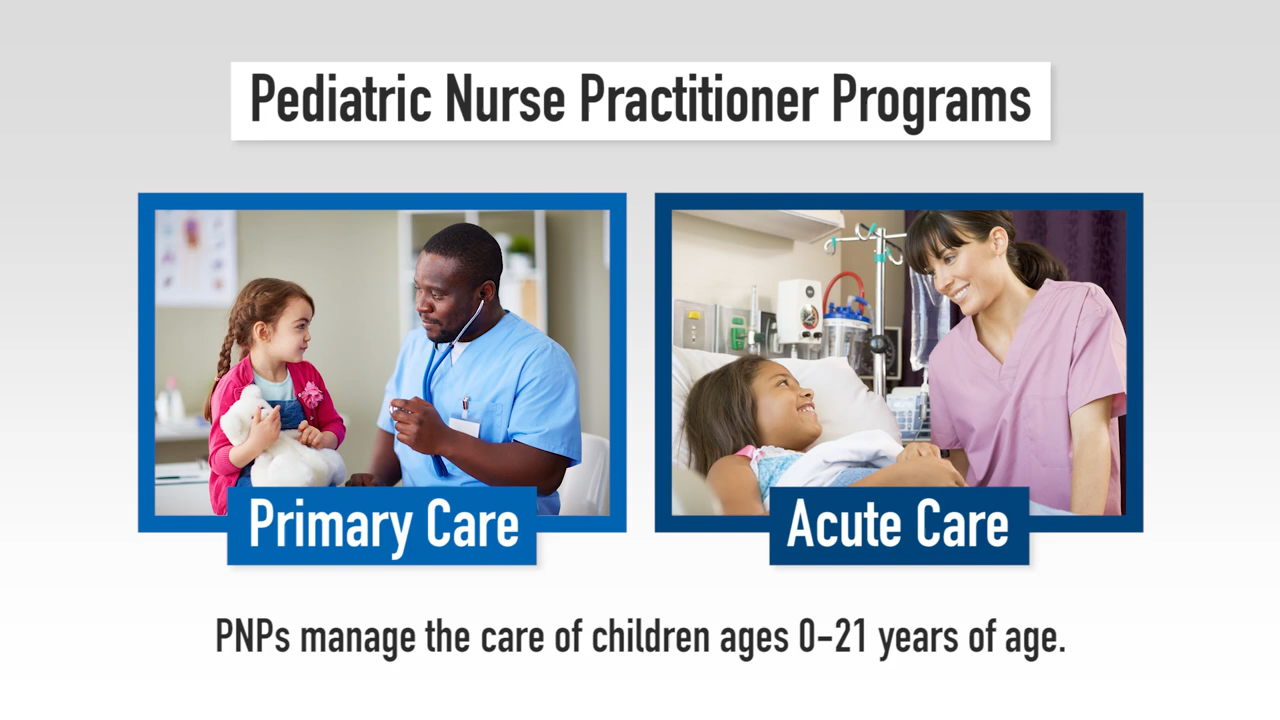 Pediatric Nurse Practitioner Programs
Primary Care
Acute Care
PNPs manage the care of children ages 0-21 years of age.